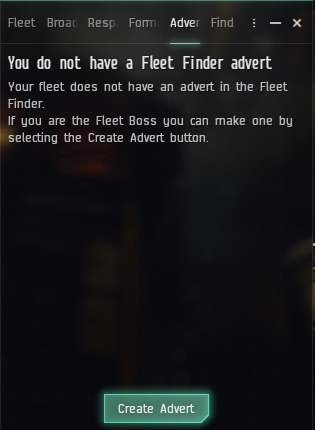 Fleet Broac Resp Form Adver Find
You do not have a Fleet Finder advert
Your fleet does not have an advert in the Fleet
Finder.
If you are the Fleet Boss you can make one by
selecting the Create Advert button.
Create Advert